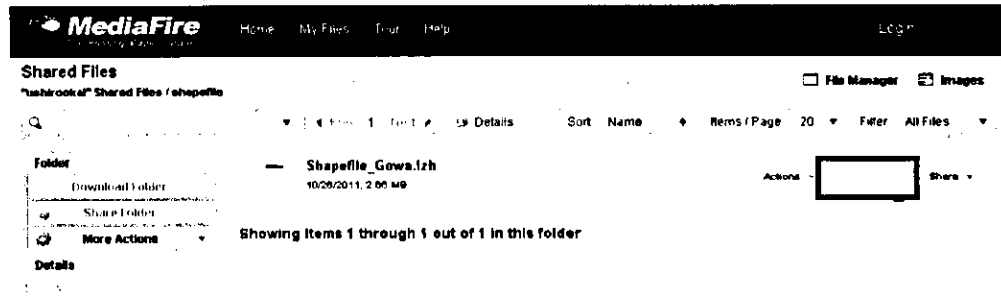 MediaFire
Home My Files Tour Help Login
Shared Files
"ushirookal" Shared Files / shapefile
File Manager Images
1 Details Sort Name Items / Page 20 Filter All Files
Folder
Shapefile_Gowa.lzh
Download Folder
10/26/2011, 2.66 MB
Actions Share
Share Folder
More Actions
Showing items 1 through 1 out of 1 in this folder
Details